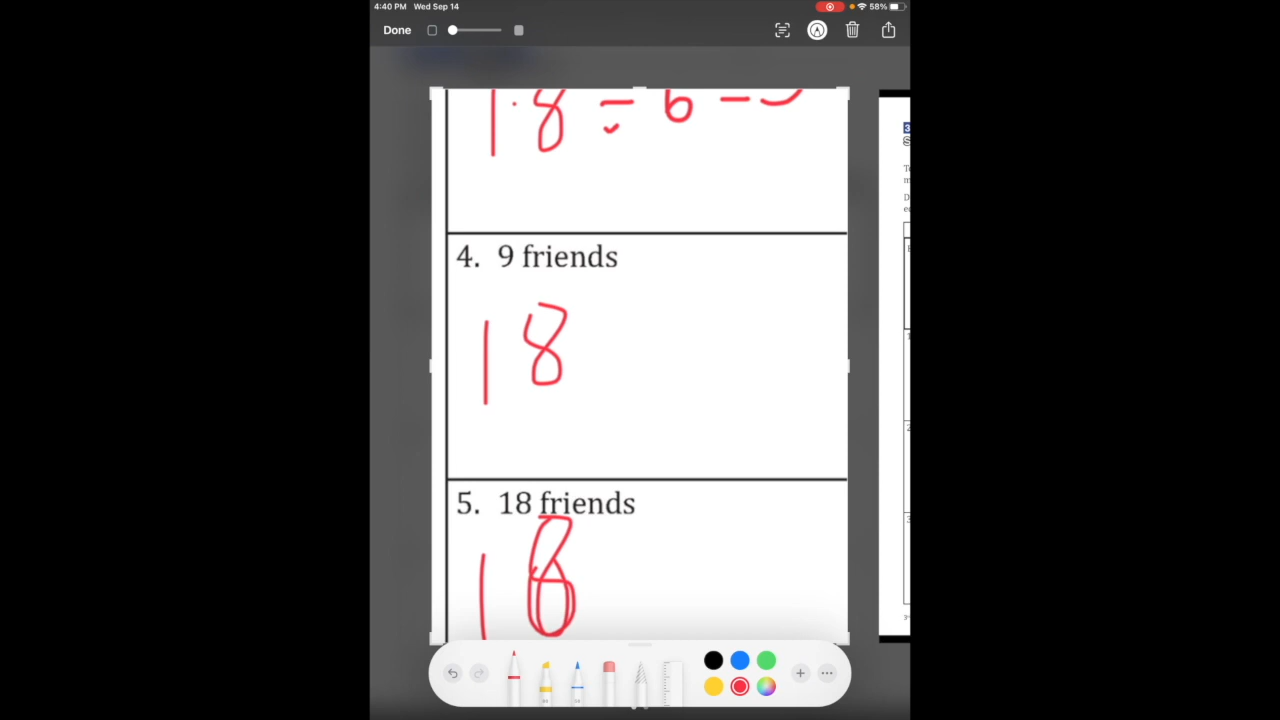 4:40 PM Wed Sep 14
58%
Done
18 ÷ 6 =
4. 9 friends
18
5. 18 friends
18